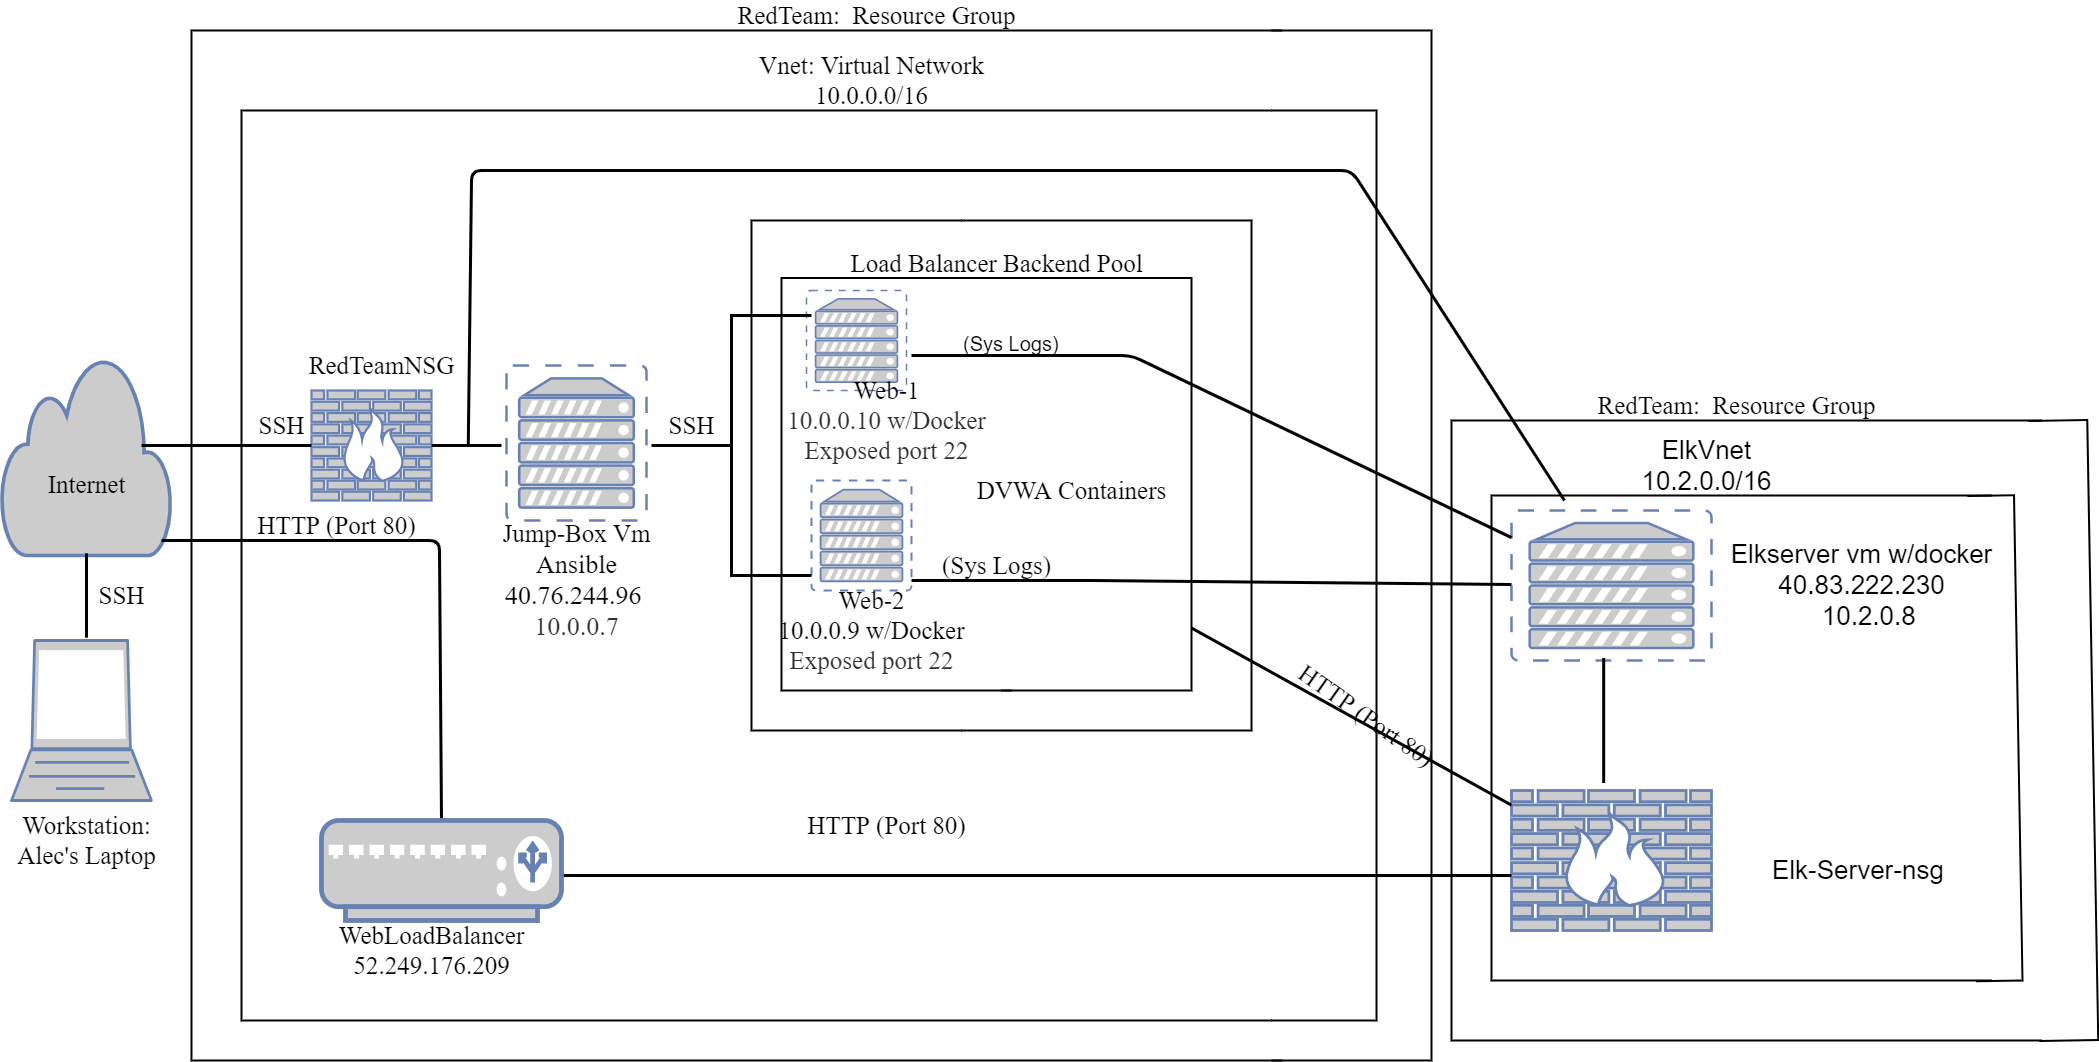 RedTeam:  Resource Group
Vnet: Virtual Network
10.0.0.0/16
Load Balancer Backend Pool
(Sys Logs)
RedTeamNSG
Web-1
10.0.0.10 w/Docker
Exposed port 22
SSH
SSH
RedTeam:  Resource Group
ElkVnet
10.2.0.0/16
Internet
DVWA Containers
HTTP (Port 80)
Jump-Box Vm
Ansible
40.76.244.96
10.0.0.7
(Sys Logs)
Web-2
10.0.0.9 w/Docker
Exposed port 22
Elkserver vm w/docker
40.83.222.230
10.2.0.8
SSH
HTTP (Port 80)
Workstation:
Alec's Laptop
HTTP (Port 80)
Elk-Server-nsg
WebLoadBalancer
52.249.176.209